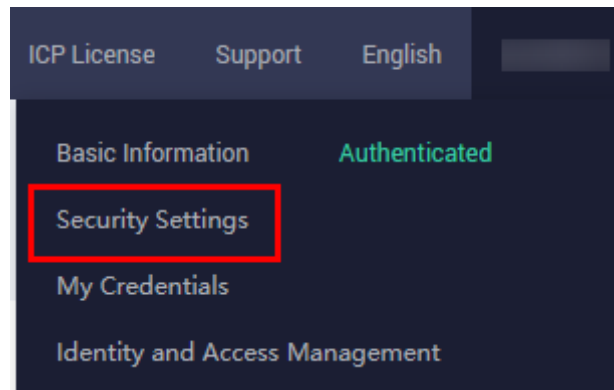 ICP License Support English
Basic Information Authenticated
Security Settings
My Credentials
Identity and Access Management